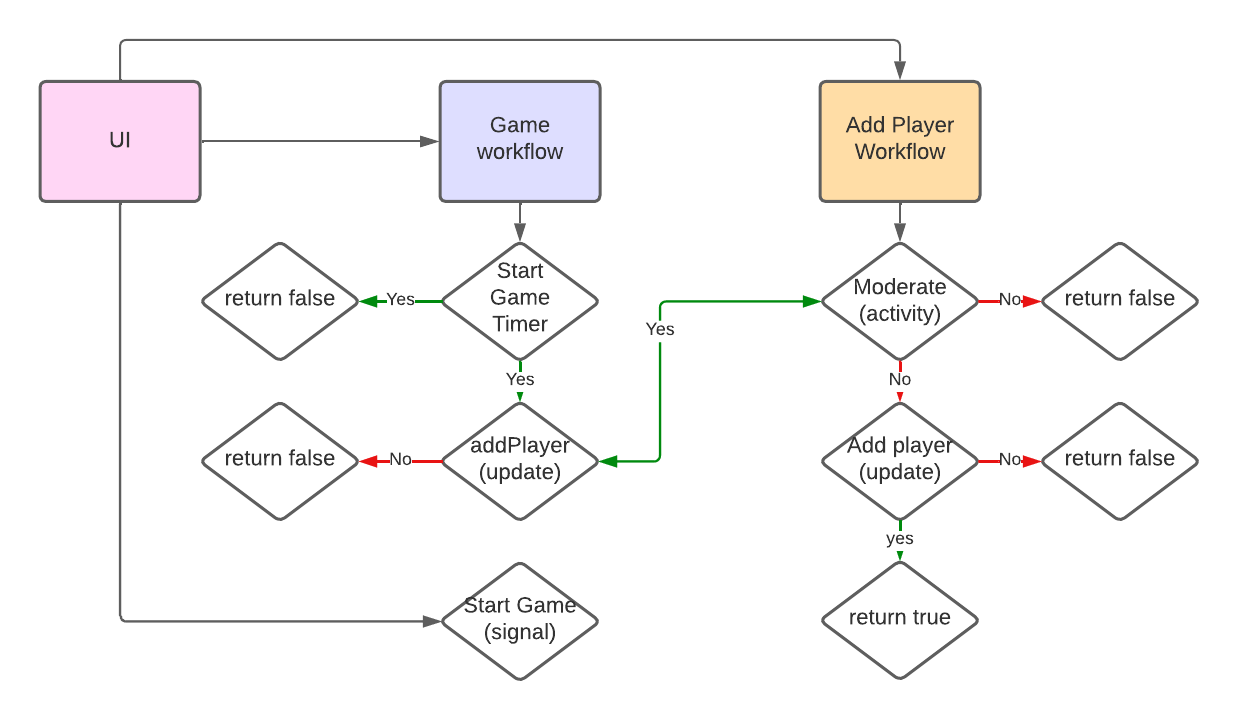 UI
Game
workflow
Add Player
Workflow
return false
Yes
Start
Game
Timer
Moderate
(activity)
No
return false
Yes
Yes
No
return false
No
addPlayer
(update)
Add player
(update)
No
return false
yes
Start Game
(signal)
return true